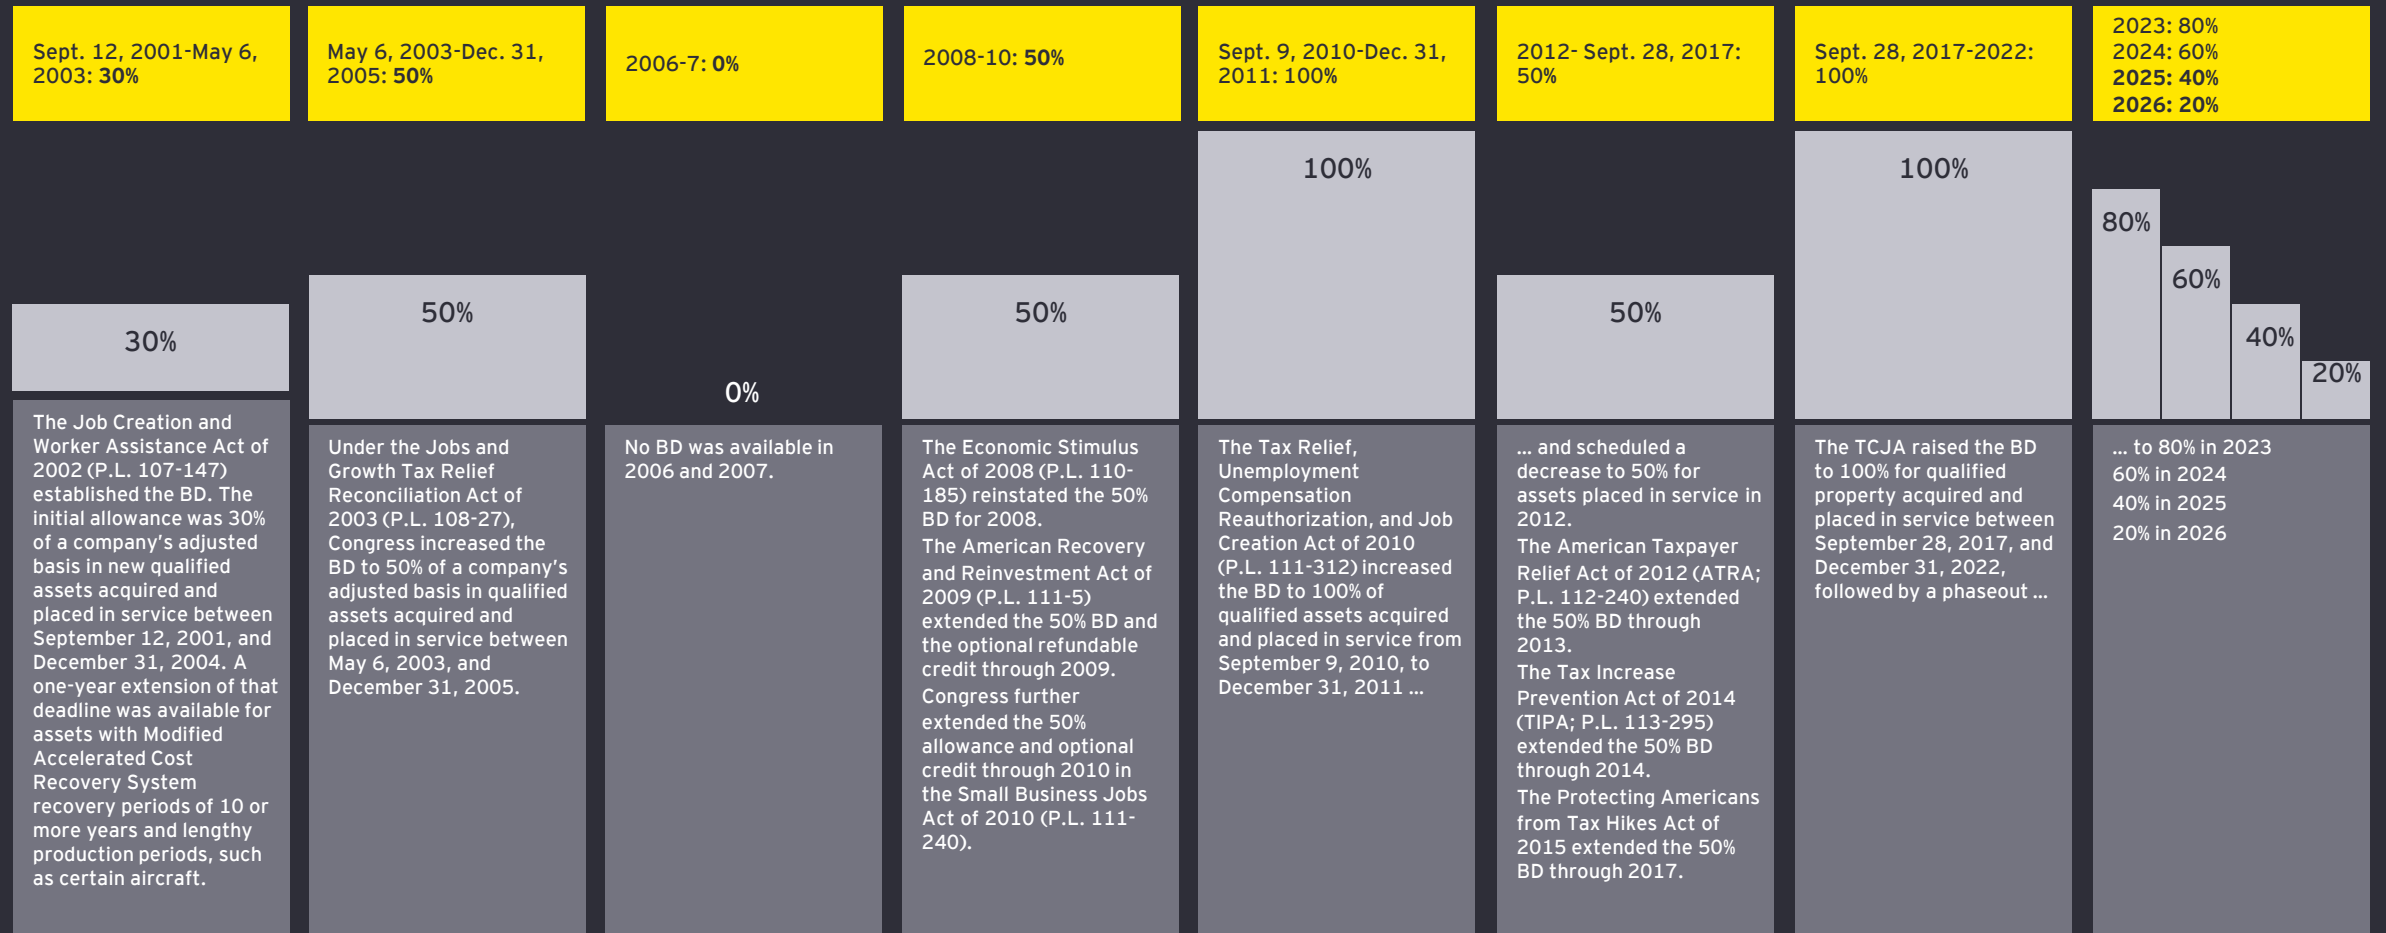 Sept. 12, 2001-May 6,
2003: 30%
May 6, 2003-Dec. 31,
2005: 50%
2006-7: 0%
2008-10: 50%
Sept. 9, 2010-Dec. 31,
2011: 100%
2012- Sept. 28, 2017:
50%
Sept. 28, 2017-2022:
100%
2023: 80%
2024: 60%
2025: 40%
2026: 20%
30%
50%
0%
50%
100%
50%
100%
80%
60%
40%
20%
The Job Creation and
Worker Assistance Act of
2002 (P.L. 107-147)
established the BD. The
initial allowance was 30%
of a company’s adjusted
basis in new qualified
assets acquired and
placed in service between
September 12, 2001, and
December 31, 2004. A
one-year extension of that
deadline was available for
assets with Modified
Accelerated Cost
Recovery System
recovery periods of 10 or
more years and lengthy
production periods, such
as certain aircraft.
Under the Jobs and
Growth Tax Relief
Reconciliation Act of
2003 (P.L. 108-27),
Congress increased the
BD to 50% of a company’s
adjusted basis in qualified
assets acquired and
placed in service between
May 6, 2003, and
December 31, 2005.
No BD was available in
2006 and 2007.
The Economic Stimulus
Act of 2008 (P.L. 110-
185) reinstated the 50%
BD for 2008.
The American Recovery
and Reinvestment Act of
2009 (P.L. 111-5)
extended the 50% BD and
the optional refundable
credit through 2009.
Congress further
extended the 50%
allowance and optional
credit through 2010 in
the Small Business Jobs
Act of 2010 (P.L. 111-
240).
The Tax Relief,
Unemployment
Compensation
Reauthorization, and Job
Creation Act of 2010
(P.L. 111-312) increased
the BD to 100% of
qualified assets acquired
and placed in service from
September 9, 2010, to
December 31, 2011 …
… and scheduled a
decrease to 50% for
assets placed in service in
2012.
The American Taxpayer
Relief Act of 2012 (ATRA;
P.L. 112-240) extended
the 50% BD through
2013.
The Tax Increase
Prevention Act of 2014
(TIPA; P.L. 113-295)
extended the 50% BD
through 2014.
The Protecting Americans
from Tax Hikes Act of
2015 extended the 50%
BD through 2017.
The TCJA raised the BD
to 100% for qualified
property acquired and
placed in service between
September 28, 2017, and
December 31, 2022,
followed by a phaseout …
… to 80% in 2023
60% in 2024
40% in 2025
20% in 2026